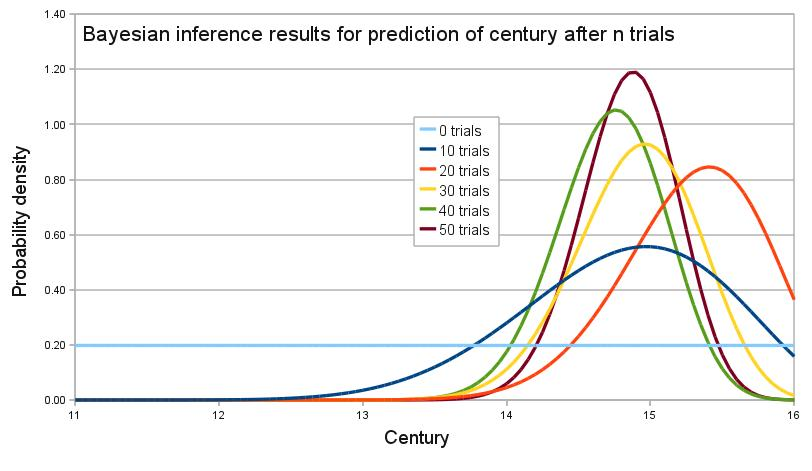 Bayesian inference results for prediction of century after n trials
1.40
1.20
1.00
0.80
0.60
0.40
0.20
0.00
Probability density
0 trials
10 trials
20 trials
30 trials
40 trials
50 trials
11 12 13 14 15 16
Century